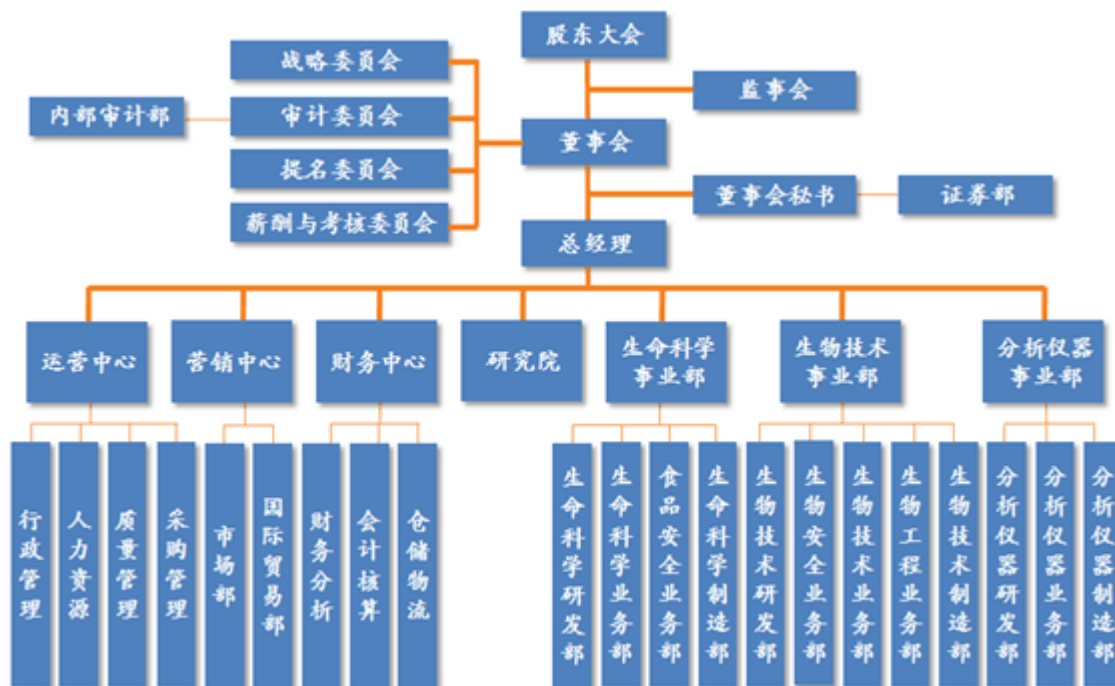 股东大会
战略委员会
监事会
内部审计部
审计委员会
董事会
提名委员会
董事会秘书
证券部
薪酬与考核委员会
总经理
运营中心
营销中心
财务中心
研究院
生命科学
事业部
生物技术
事业部
分析仪器
事业部
行政管理
人力资源
质量管理
采购管理
市场部
国际贸易部
财务分析
会计核算
仓储物流
生命科学研发部
生命科学业务部
食品安全业务部
生命科学制造部
生物技术研发部
生物安全业务部
生物技术业务部
生物工程业务部
生物技术制造部
分析仪器研发部
分析仪器业务部
分析仪器制造部